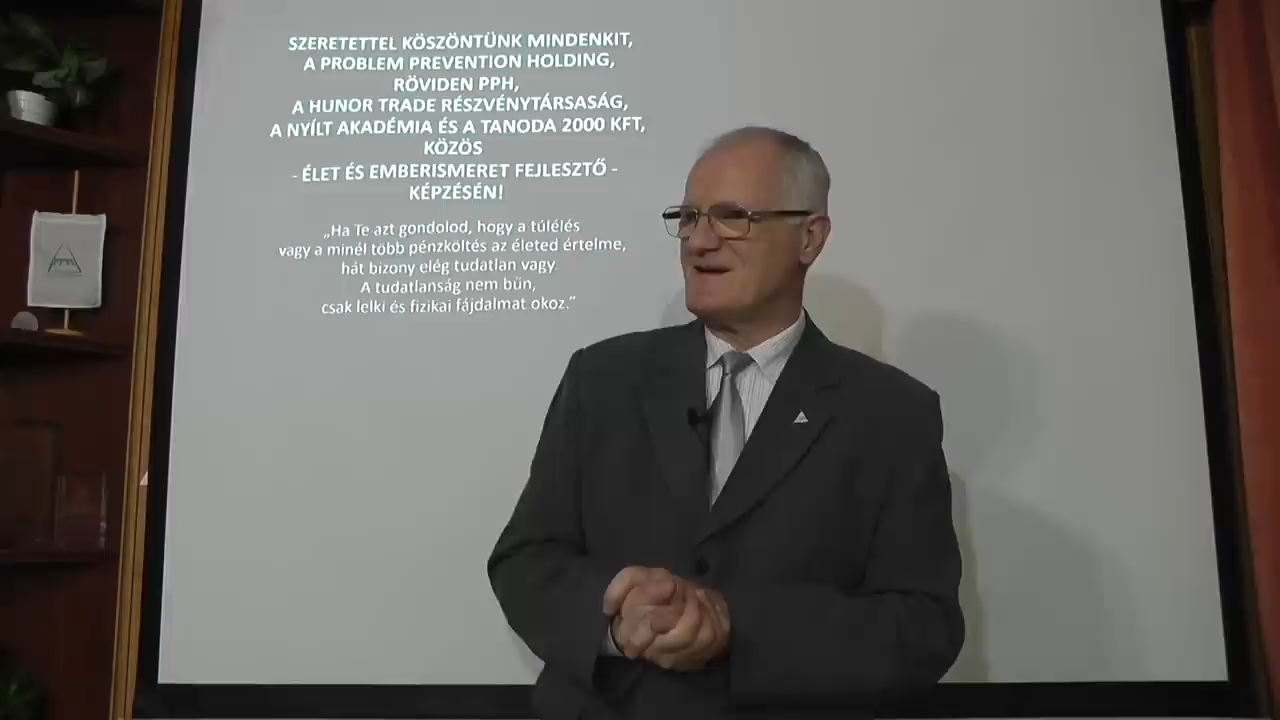 SZERETETTEL KÖSZÖNTÜNK MINDENKIT,
A PROBLEM PREVENTION HOLDING,
RÖVIDEN PPH,
A HUNOR TRADE RÉSZVÉNYTÁRSASÁG,
A NYÍLT AKADÉMIA ÉS A TANODA 2000 KFT,
KÖZÖS
- ÉLET ÉS EMBERISMERET FEJLESZTŐ -
KÉPZÉSÉN!
„Ha Te azt gondolod, hogy a túlélés
vagy a minél több pénzköltés az életed értelme,
hát bizony elég tudatlan vagy.
A tudatlanság nem bűn,
csak lelki és fizikai fájdalmat okoz.”